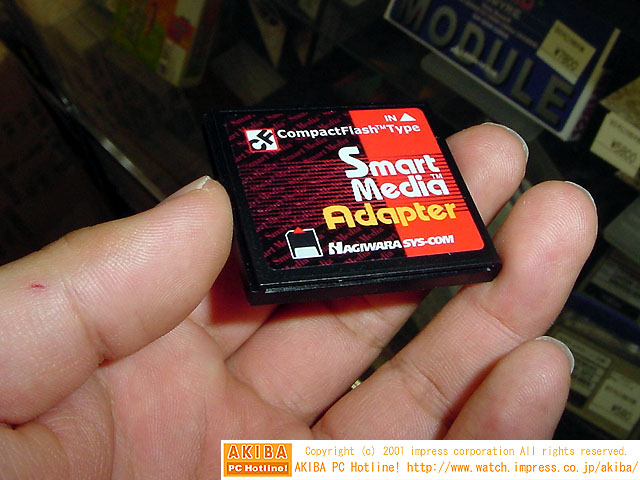 MODULE
IN
CF CompactFlash™ Type
Smart
Media™
Adapter
HAGIWARA SYS-COM
AKIBA
PC Hotline!
Copyright (c) 2001 impress corporation All rights reserved.
AKIBA PC Hotline! http://www.watch.impress.co.jp/akiba/